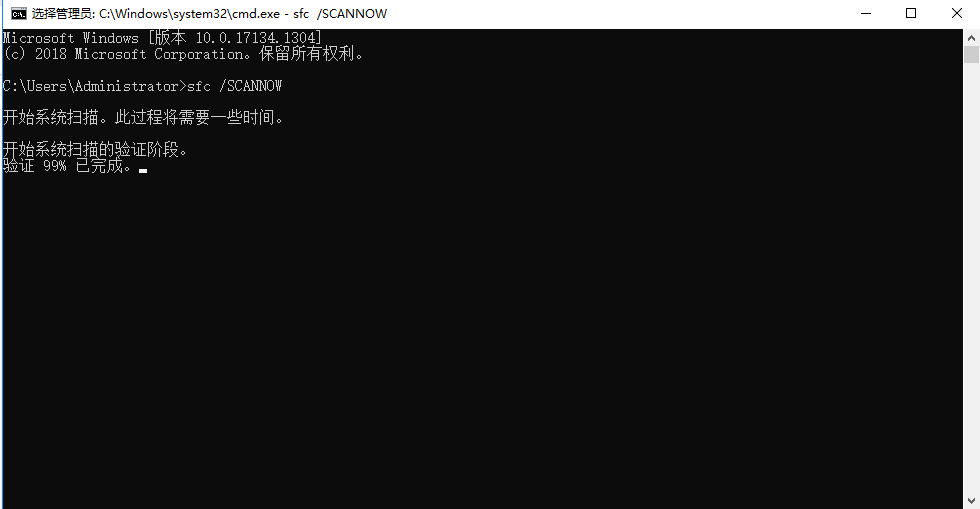 选择管理员: C:\Windows\system32\cmd.exe - sfc  /SCANNOW
Microsoft Windows [版本 10.0.17134.1304]
(c) 2018 Microsoft Corporation。保留所有权利。
C:\Users\Administrator>sfc /SCANNOW
开始系统扫描。此过程将需要一些时间。
开始系统扫描的验证阶段。
验证 99% 已完成。